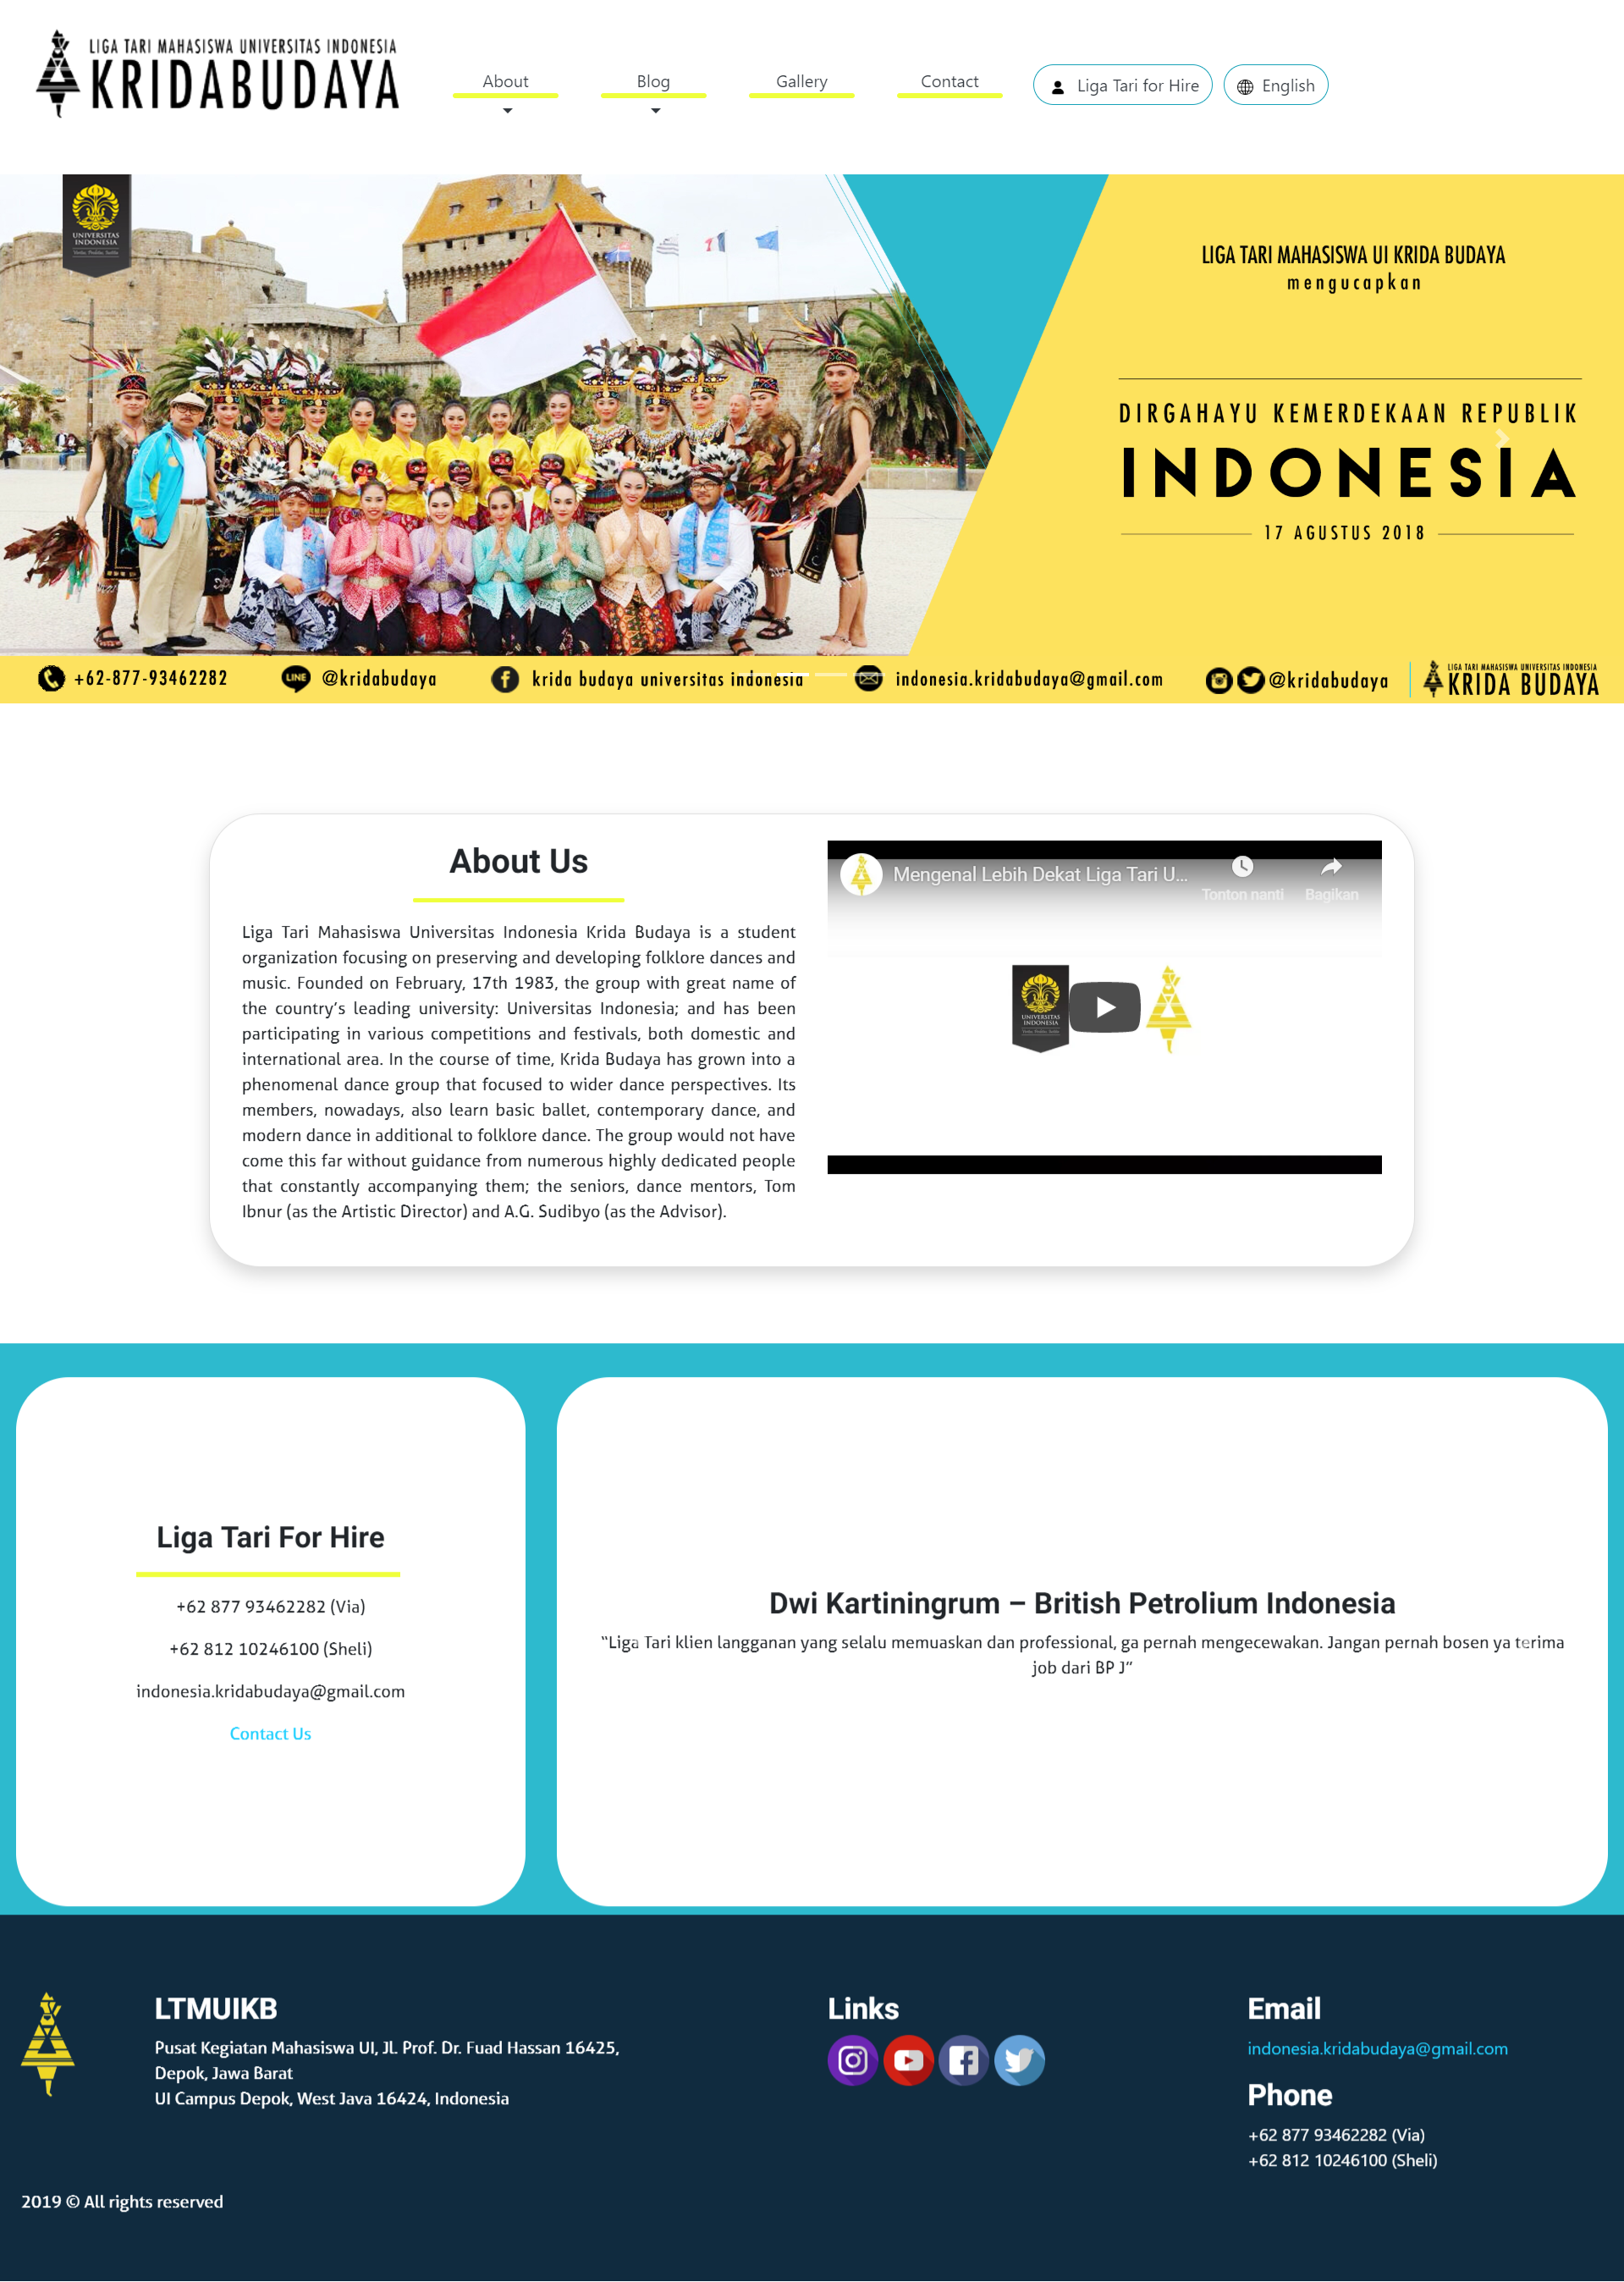 LIGA TARI MAHASISWA UNIVERSITAS INDONESIA
KRIDABUDAYA
About
Blog
Gallery
Contact
Liga Tari for Hire
English
UNIVERSITAS
INDONESIA
LIGA TARI MAHASISWA UI KRIDA BUDAYA
mengucapkan
DIRGAHAYU KEMERDEKAAN REPUBLIK
INDONESIA
17 AGUSTUS 2018
+62-877-93462282
LINE
@kridabudaya
krida budaya universitas indonesia
indonesia.kridabudaya@gmail.com
@kridabudaya
LIGA TARI MAHASISWA UNIVERSITAS INDONESIA
KRIDA BUDAYA
About Us
Liga Tari Mahasiswa Universitas Indonesia Krida Budaya is a student
organization focusing on preserving and developing folklore dances and
music. Founded on February, 17th 1983, the group with great name of
the country’s leading university: Universitas Indonesia; and has been
participating in various competitions and festivals, both domestic and
international area. In the course of time, Krida Budaya has grown into a
phenomenal dance group that focused to wider dance perspectives. Its
members, nowadays, also learn basic ballet, contemporary dance, and
modern dance in additional to folklore dance. The group would not have
come this far without guidance from numerous highly dedicated people
that constantly accompanying them; the seniors, dance mentors, Tom
Ibnur (as the Artistic Director) and A.G. Sudibyo (as the Advisor).
Mengenal Lebih Dekat Liga Tari U...
Tonton nanti
Bagikan
UNIVERSITAS
INDONESIA
Liga Tari For Hire
+62 877 93462282 (Via)
+62 812 10246100 (Sheli)
indonesia.kridabudaya@gmail.com
Contact Us
Dwi Kartiningrum – British Petrolium Indonesia
“Liga Tari klien langganan yang selalu memuaskan dan professional, ga pernah mengecewakan. Jangan pernah bosen ya terima
job dari BP J”
LTMUIKB
Pusat Kegiatan Mahasiswa UI, Jl. Prof. Dr. Fuad Hassan 16425,
Depok, Jawa Barat
UI Campus Depok, West Java 16424, Indonesia
Links
Email
indonesia.kridabudaya@gmail.com
Phone
+62 877 93462282 (Via)
+62 812 10246100 (Sheli)
2019 © All rights reserved